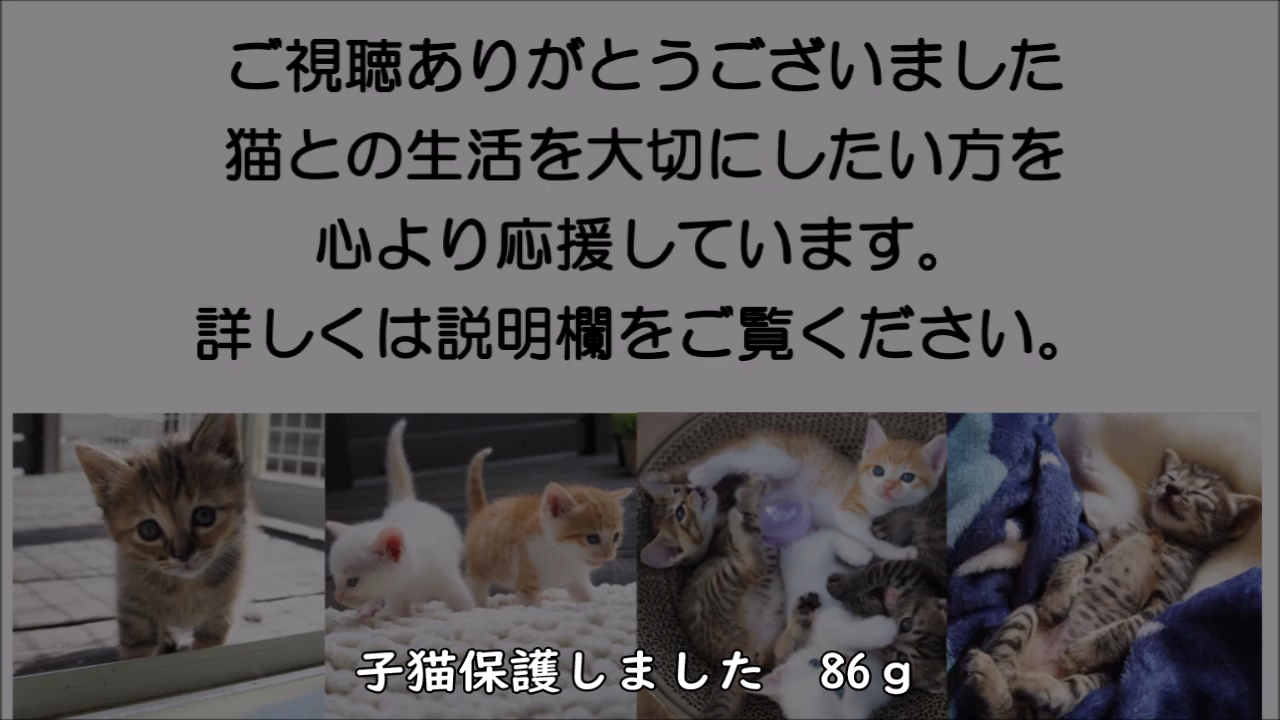 ご視聴ありがとうございました
猫との生活を大切にしたい方を
心より応援しています。
詳しくは説明欄をご覧ください。
子猫保護しました　86ｇ